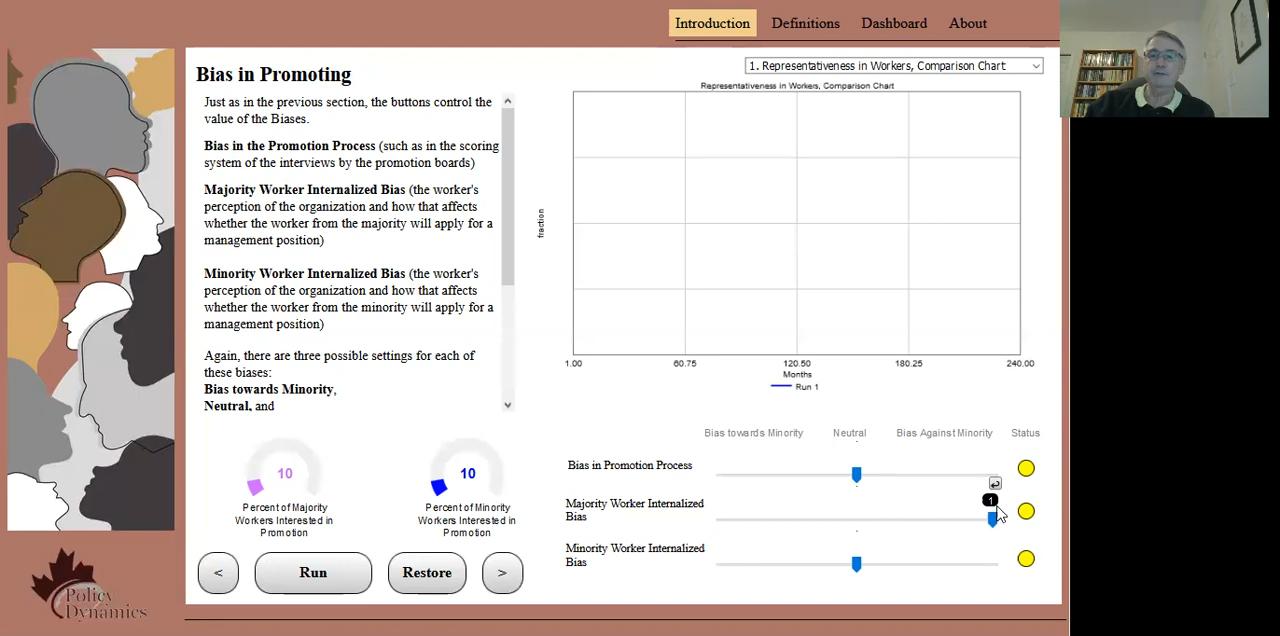 Introduction
Definitions
Dashboard
About
Bias in Promoting
Just as in the previous section, the buttons control the
value of the Biases.
Bias in the Promotion Process (such as in the scoring
system of the interviews by the promotion boards)
Majority Worker Internalized Bias (the worker's
perception of the organization and how that affects
whether the worker from the majority will apply for a
management position)
Minority Worker Internalized Bias (the worker's
perception of the organization and how that affects
whether the worker from the minority will apply for a
management position)
Again, there are three possible settings for each of
these biases:
Bias towards Minority,
Neutral, and
1. Representativeness in Workers, Comparison Chart
Representativeness in Workers, Comparison Chart
fraction
1.00
60.75
120.50
180.25
240.00
Months
Run 1
10
Percent of Majority
Workers Interested in
Promotion
10
Percent of Minority
Workers Interested in
Promotion
Bias towards Minority
Neutral
Bias Against Minority
Status
Bias in Promotion Process
1
Majority Worker Internalized
Bias
Minority Worker Internalized
Bias
<
Run
Restore
>
Policy
Dynamics